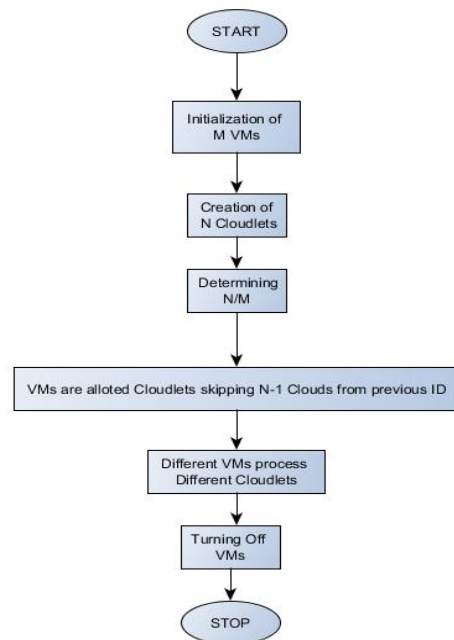 START
Initialization of
M VMs
Creation of
N Cloudlets
Determining
N/M
VMs are alloted Cloudlets skipping N-1 Clouds from previous ID
Different VMs process
Different Cloudlets
Turning Off
VMs
STOP